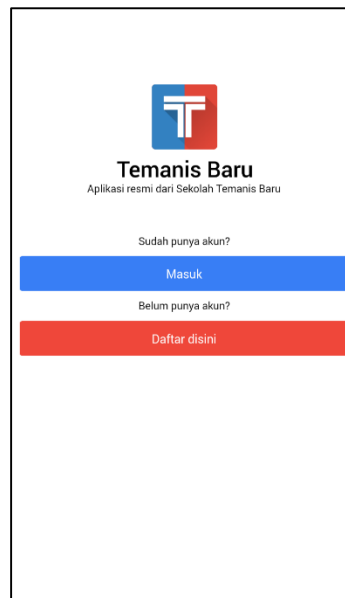 Temanis Baru
Aplikasi resmi dari Sekolah Temanis Baru
Sudah punya akun?
Masuk
Belum punya akun?
Daftar disini